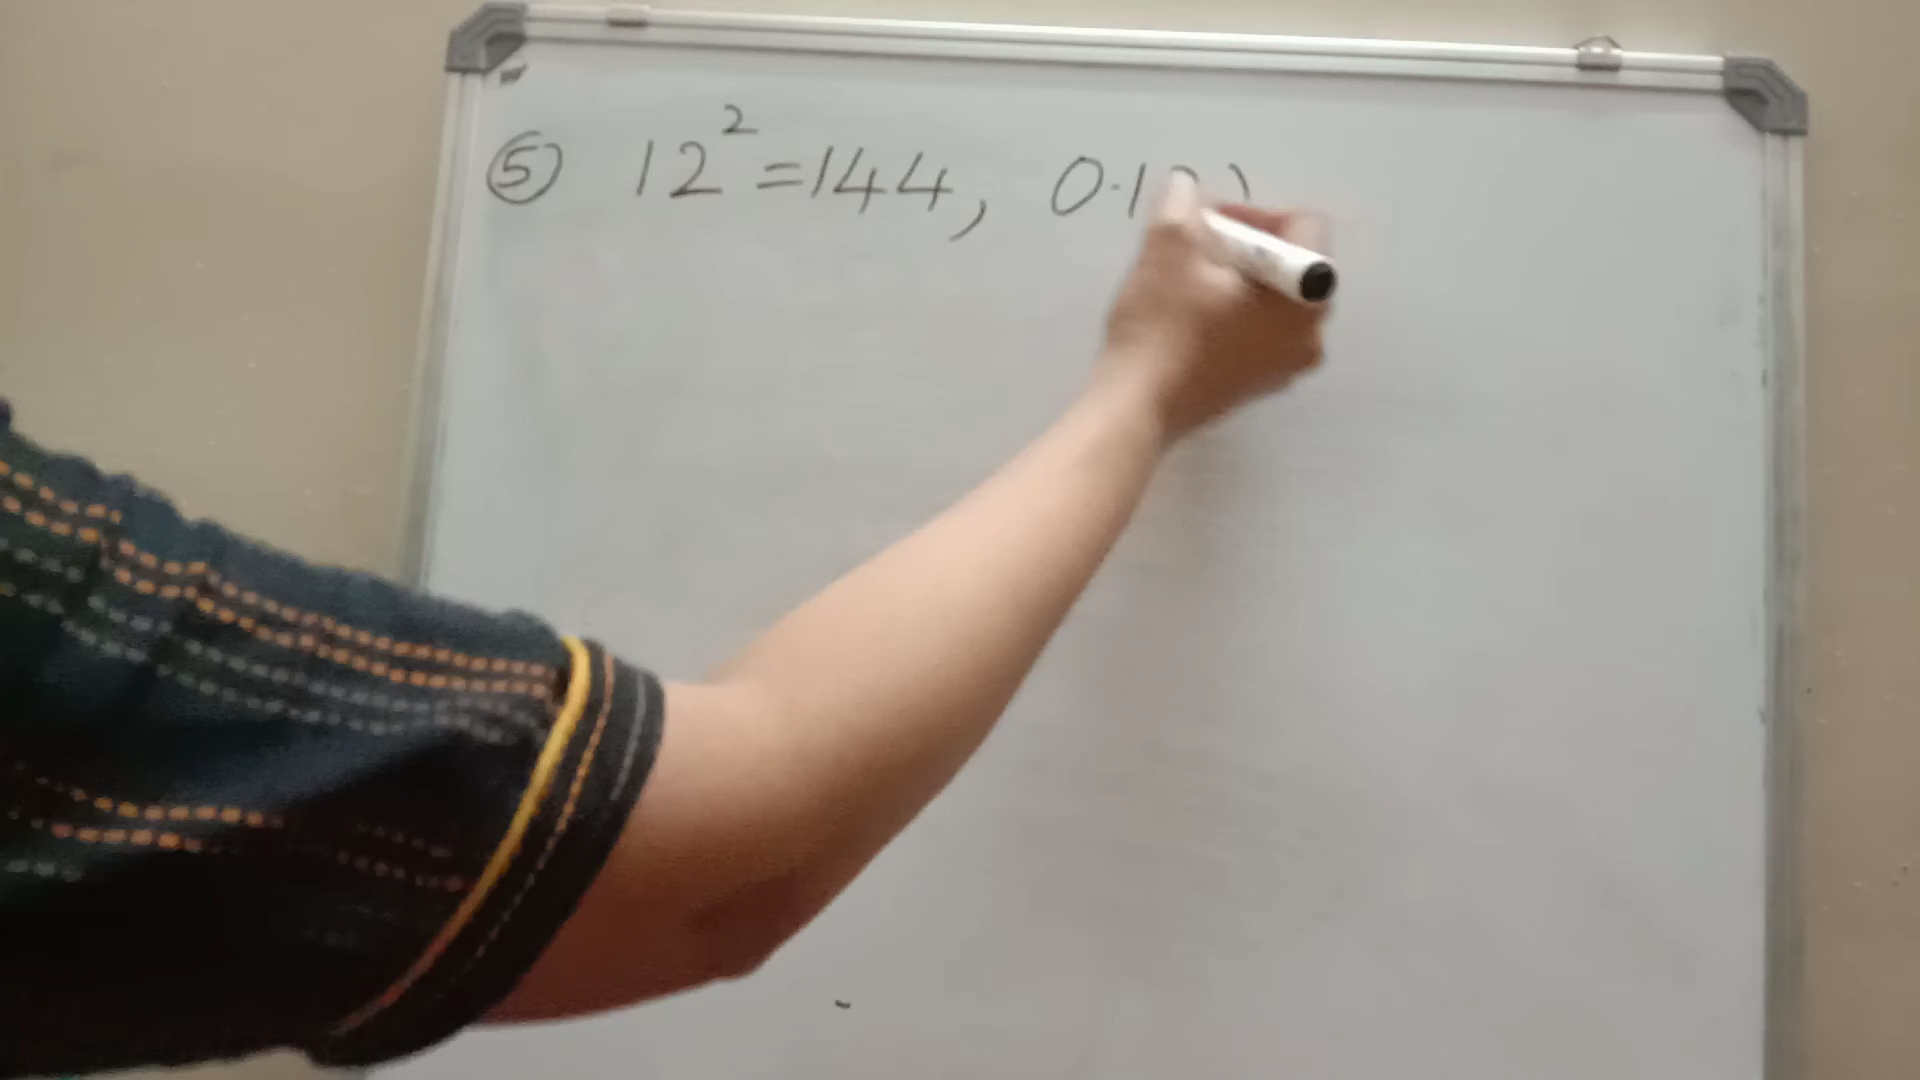 ⑤ 12² = 144, 0.1